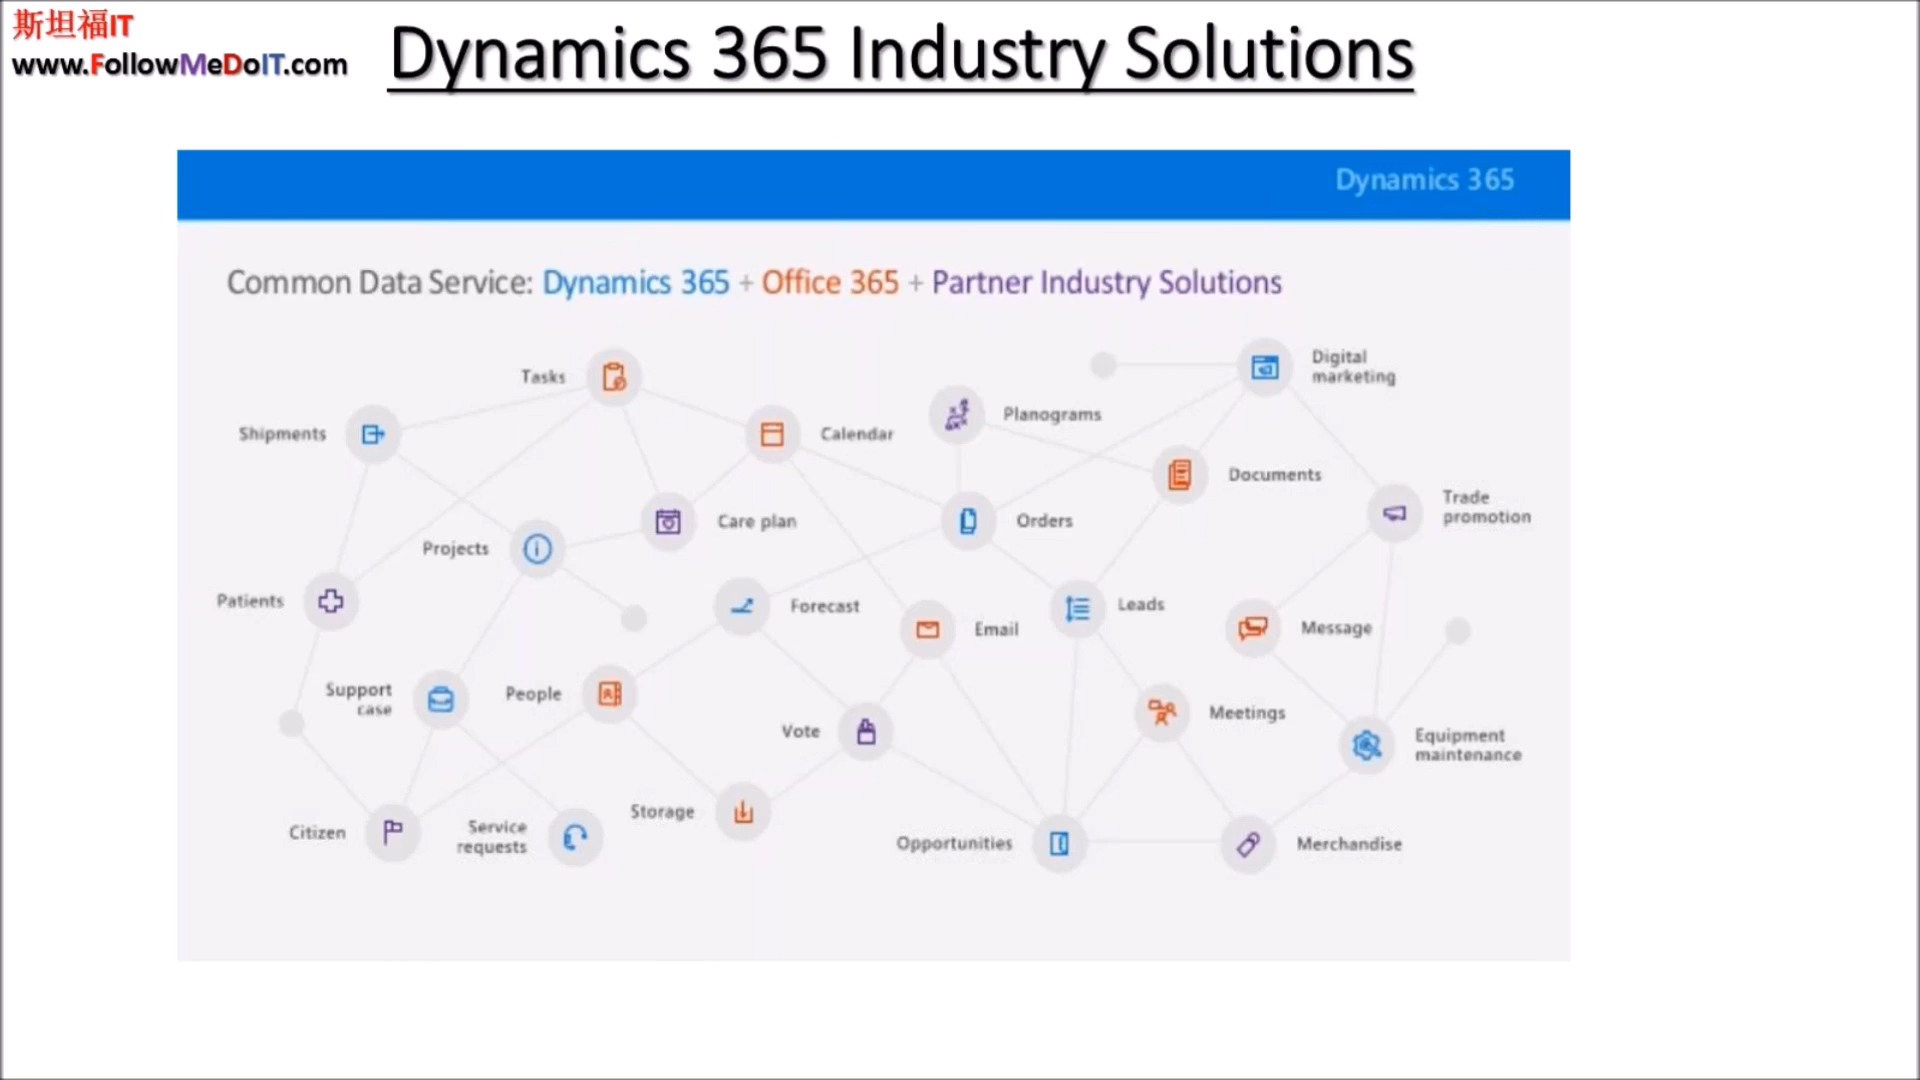 斯坦福IT
www.FollowMeDoIT.com
Dynamics 365 Industry Solutions
Dynamics 365
Common Data Service: Dynamics 365 + Office 365 + Partner Industry Solutions
Tasks
Digital
marketing
Planograms
Shipments
Calendar
Documents
Trade
promotion
Care plan
Orders
Projects
Patients
Forecast
Leads
Email
Message
Support
case
People
Meetings
Vote
Equipment
maintenance
Storage
Citizen
Service
requests
Opportunities
Merchandise